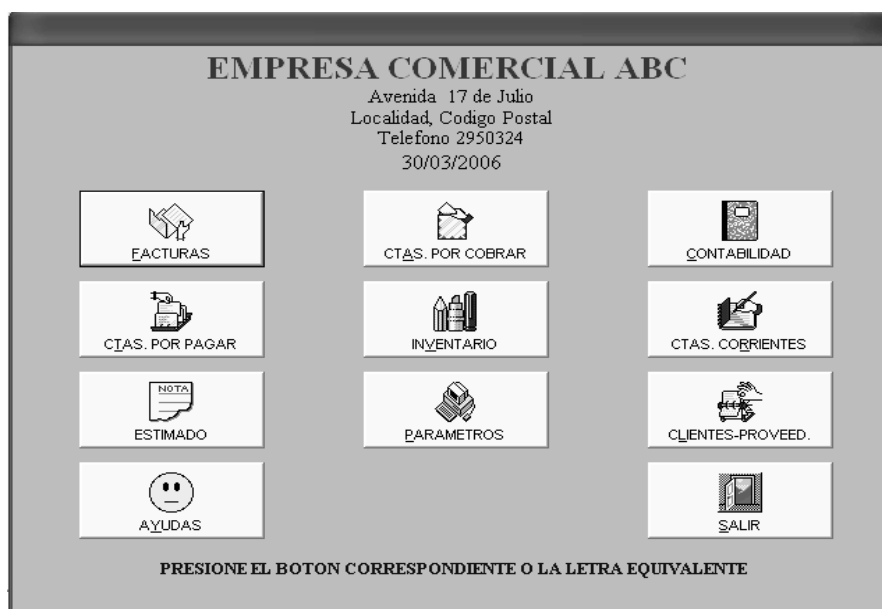 EMPRESA COMERCIAL ABC
Avenida 17 de Julio
Localidad, Codigo Postal
Telefono 2950324
30/03/2006
FACTURAS
CTAS. POR COBRAR
CONTABILIDAD
CTAS. POR PAGAR
INVENTARIO
CTAS. CORRIENTES
NOTA
ESTIMADO
PARAMETROS
CLIENTES-PROVEED.
AYUDAS
SALIR
PRESIONE EL BOTON CORRESPONDIENTE O LA LETRA EQUIVALENTE